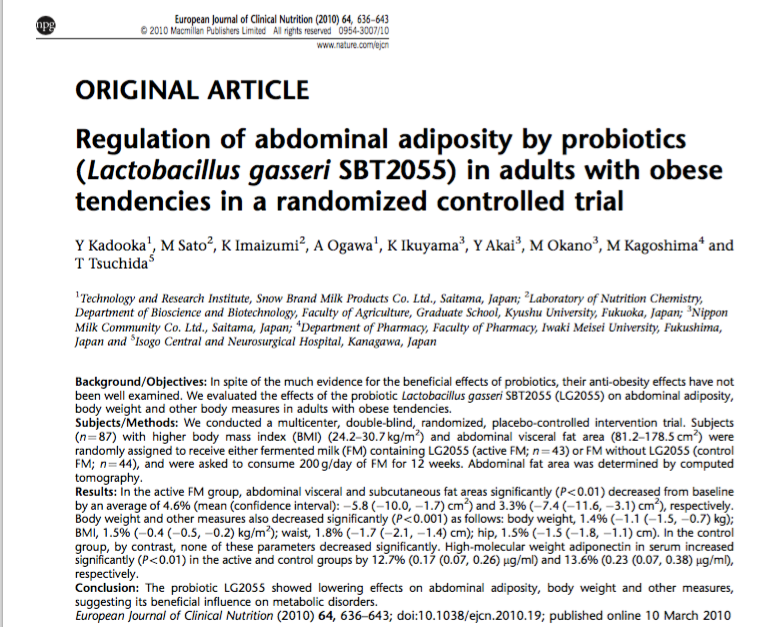 npg
European Journal of Clinical Nutrition (2010) 64, 636–643
© 2010 Macmillan Publishers Limited All rights reserved 0954-3007/10
www.nature.com/ejcn
ORIGINAL ARTICLE
Regulation of abdominal adiposity by probiotics
(Lactobacillus gasseri SBT2055) in adults with obese
tendencies in a randomized controlled trial
Y Kadooka¹, M Sato², K Imaizumi², A Ogawa¹, K Ikuyama³, Y Akai³, M Okano³, M Kagoshima⁴ and
T Tsuchida⁵
¹Technology and Research Institute, Snow Brand Milk Products Co. Ltd., Saitama, Japan; ²Laboratory of Nutrition Chemistry,
Department of Bioscience and Biotechnology, Faculty of Agriculture, Graduate School, Kyushu University, Fukuoka, Japan; ³Nippon
Milk Community Co. Ltd., Saitama, Japan; ⁴Department of Pharmacy, Faculty of Pharmacy, Iwaki Meisei University, Fukushima,
Japan and ⁵Isogo Central and Neurosurgical Hospital, Kanagawa, Japan
Background/Objectives: In spite of the much evidence for the beneficial effects of probiotics, their anti-obesity effects have not
been well examined. We evaluated the effects of the probiotic Lactobacillus gasseri SBT2055 (LG2055) on abdominal adiposity,
body weight and other body measures in adults with obese tendencies.
Subjects/Methods: We conducted a multicenter, double-blind, randomized, placebo-controlled intervention trial. Subjects
(n=87) with higher body mass index (BMI) (24.2–30.7 kg/m²) and abdominal visceral fat area (81.2–178.5 cm²) were
randomly assigned to receive either fermented milk (FM) containing LG2055 (active FM; n=43) or FM without LG2055 (control
FM; n=44), and were asked to consume 200 g/day of FM for 12 weeks. Abdominal fat area was determined by computed
tomography.
Results: In the active FM group, abdominal visceral and subcutaneous fat areas significantly (P<0.01) decreased from baseline
by an average of 4.6% (mean (confidence interval): −5.8 (−10.0, −1.7) cm²) and 3.3% (−7.4 (−11.6, −3.1) cm²), respectively.
Body weight and other measures also decreased significantly (P<0.001) as follows: body weight, 1.4% (−1.1 (−1.5, −0.7) kg);
BMI, 1.5% (−0.4 (−0.5, −0.2) kg/m²); waist, 1.8% (−1.7 (−2.1, −1.4) cm); hip, 1.5% (−1.5 (−1.8, −1.1) cm). In the control
group, by contrast, none of these parameters decreased significantly. High-molecular weight adiponectin in serum increased
significantly (P<0.01) in the active and control groups by 12.7% (0.17 (0.07, 0.26) µg/ml) and 13.6% (0.23 (0.07, 0.38) µg/ml),
respectively.
Conclusion: The probiotic LG2055 showed lowering effects on abdominal adiposity, body weight and other measures,
suggesting its beneficial influence on metabolic disorders.
European Journal of Clinical Nutrition (2010) 64, 636–643; doi:10.1038/ejcn.2010.19; published online 10 March 2010